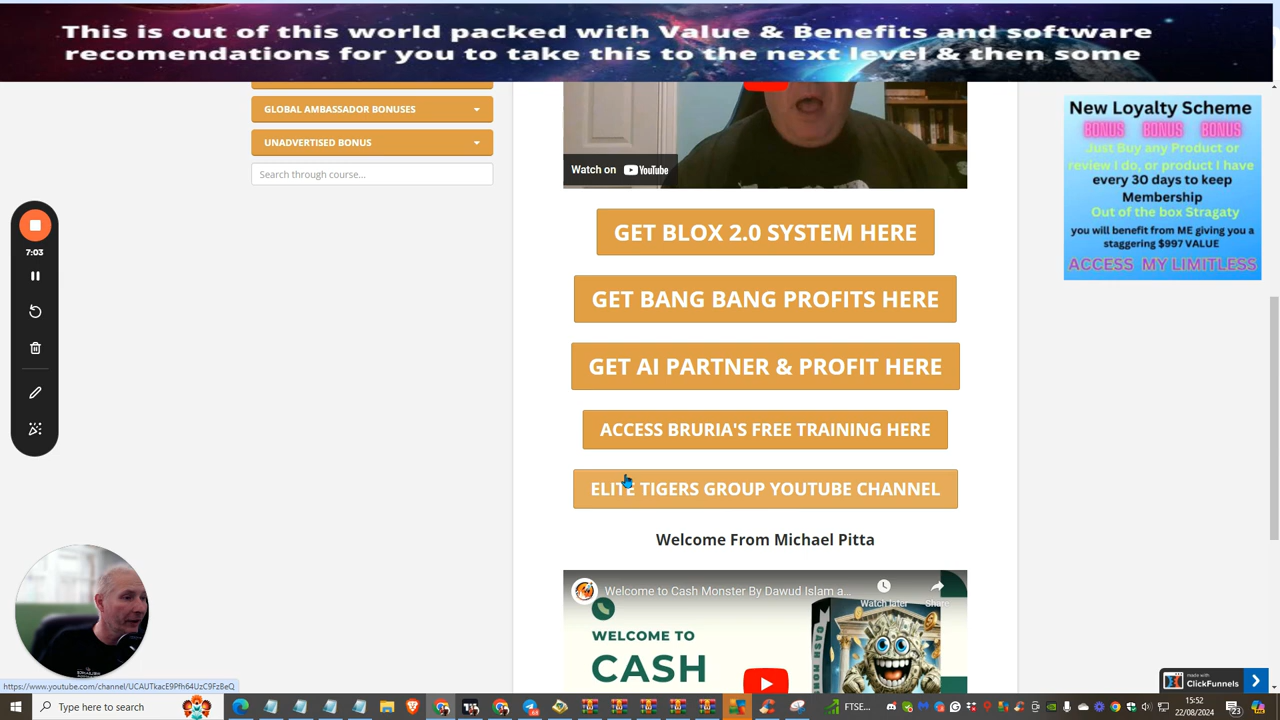 This is out of this world packed with Value & Benefits and software
recomendations for you to take this to the next level & then some
GLOBAL AMBASSADOR BONUSES
UNADVERTISED BONUS
Search through course...
Watch on YouTube
GET BLOX 2.0 SYSTEM HERE
GET BANG BANG PROFITS HERE
GET AI PARTNER & PROFIT HERE
ACCESS BRURIA'S FREE TRAINING HERE
ELITE TIGERS GROUP YOUTUBE CHANNEL
Welcome From Michael Pitta
Welcome to Cash Monster By Dawud Islam a...
Watch later
Share
WELCOME TO
CASH
New Loyalty Scheme
BONUS BONUS BONUS
Just Buy any Product or
review I do, or product I have
every 30 days to keep
Membership
Out of the box Stragaty
you will benefit from ME giving you a
staggering $997 VALUE
ACCESS MY LIMITLESS
7:03
made with
ClickFunnels
https://www.youtube.com/channel/UCAUTkacE9Pfh64UzC9FzBeQ
Type here to search
FTSE...
15:52
22/08/2024
23